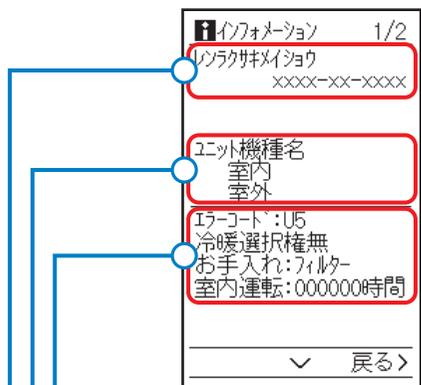 インフォメーション 1/2
レンラクサキメイショウ
xxxx-xx-xxxx
ユニット機種名
室内
室外
エラーコード:U5
冷暖選択権無
お手入れ:フィルター
室内運転:000000時間
戻る>